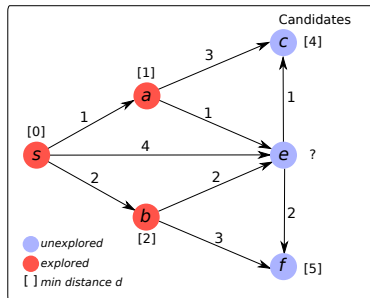 Candidates
c [4]
3
[1]
a
1
1
1
[0]
s
4
e ?
2
2
2
b
3
[2]
f [5]
unexplored
explored
[ ] min distance d